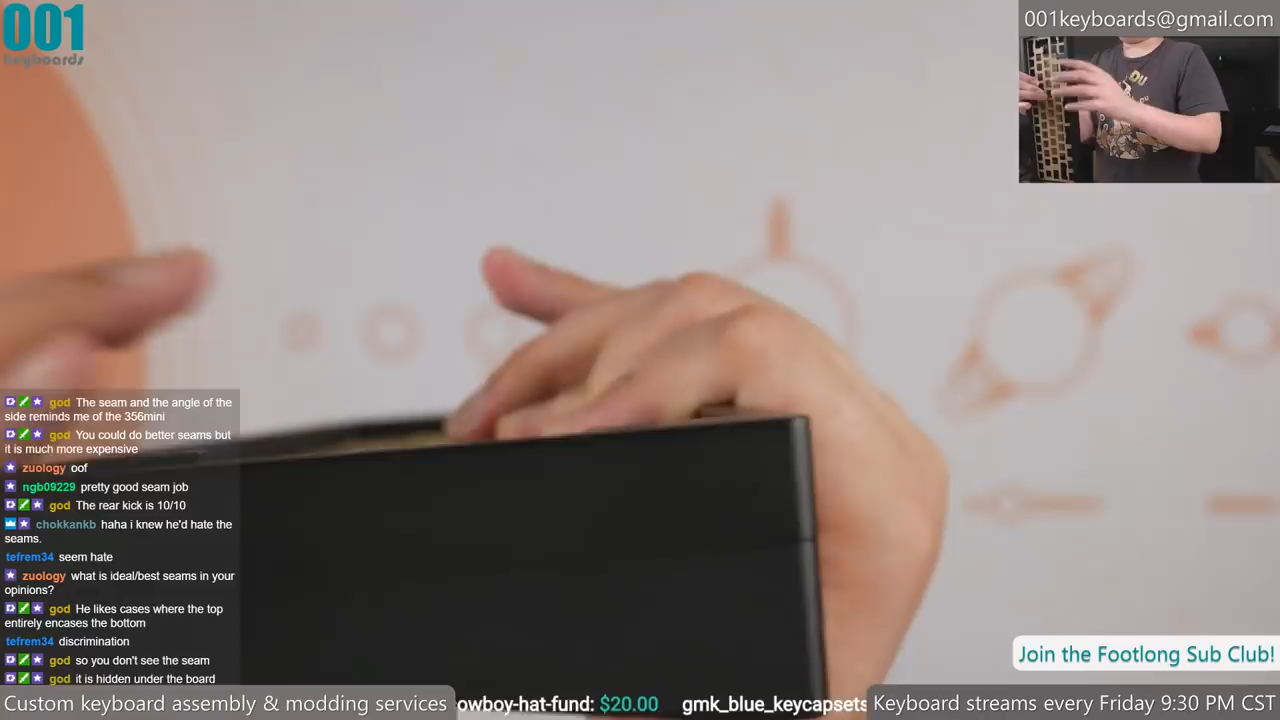 001
Keyboards
001keyboards@gmail.com
god The seam and the angle of the
side reminds me of the 356mini
god You could do better seams but
it is much more expensive
zuology oof
ngb09229 pretty good seam job
god The rear kick is 10/10
chokkankb haha i knew he'd hate the
seams.
tefrem34 seem hate
zuology what is ideal/best seams in your
opinions?
god He likes cases where the top
entirely encases the bottom
tefrem34 discrimination
god so you don't see the seam
god it is hidden under the board
Join the Footlong Sub Club!
Custom keyboard assembly & modding services
owboy-hat-fund: $20.00 gmk_blue_keycapsets
Keyboard streams every Friday 9:30 PM CST